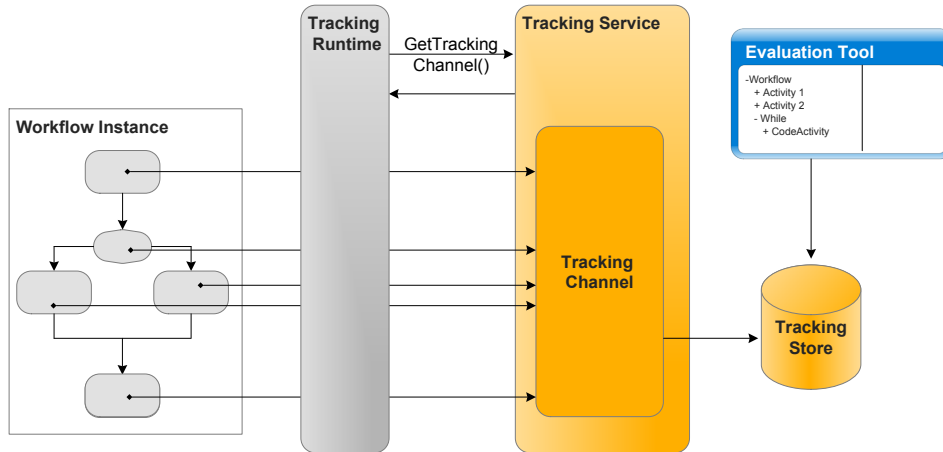 Tracking
Runtime
GetTracking
Channel()
Tracking Service
Evaluation Tool
-Workflow
+ Activity 1
+ Activity 2
- While
+ CodeActivity
Workflow Instance
Tracking
Channel
Tracking
Store